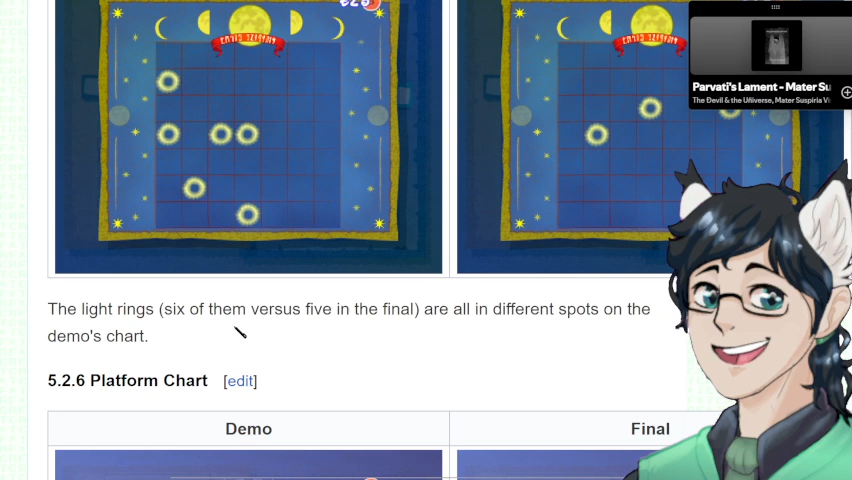 Parvati's Lament - Mater Su
The Devil & the Universe, Mater Suspiria Vi
The light rings (six of them versus five in the final) are all in different spots on the
demo's chart.
5.2.6 Platform Chart [edit]
Demo
Final